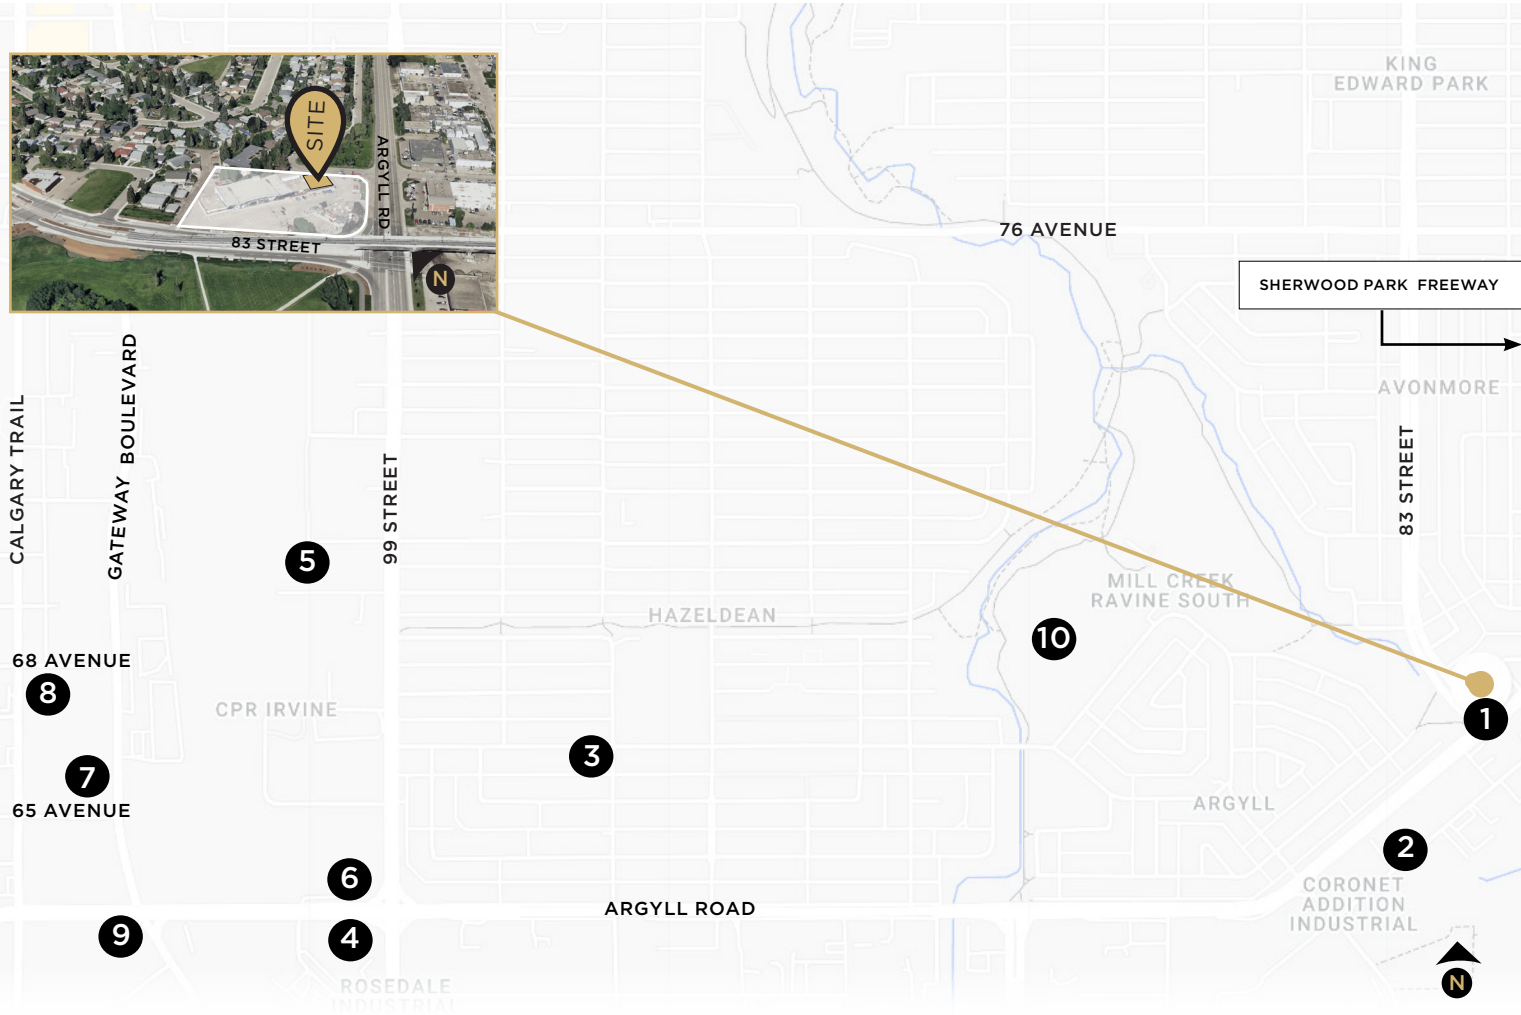 KING
EDWARD PARK
SITE
ARGYLL RD
83 STREET
N
76 AVENUE
SHERWOOD PARK FREEWAY
AVONMORE
CALGARY TRAIL
GATEWAY BOULEVARD
99 STREET
83 STREET
5
MILL CREEK
RAVINE SOUTH
HAZELDEAN
10
68 AVENUE
8
CPR IRVINE
1
3
7
65 AVENUE
ARGYLL
2
6
CORONET
ADDITION
INDUSTRIAL
ARGYLL ROAD
9
4
N
ROSEDALE
INDUSTRIAL